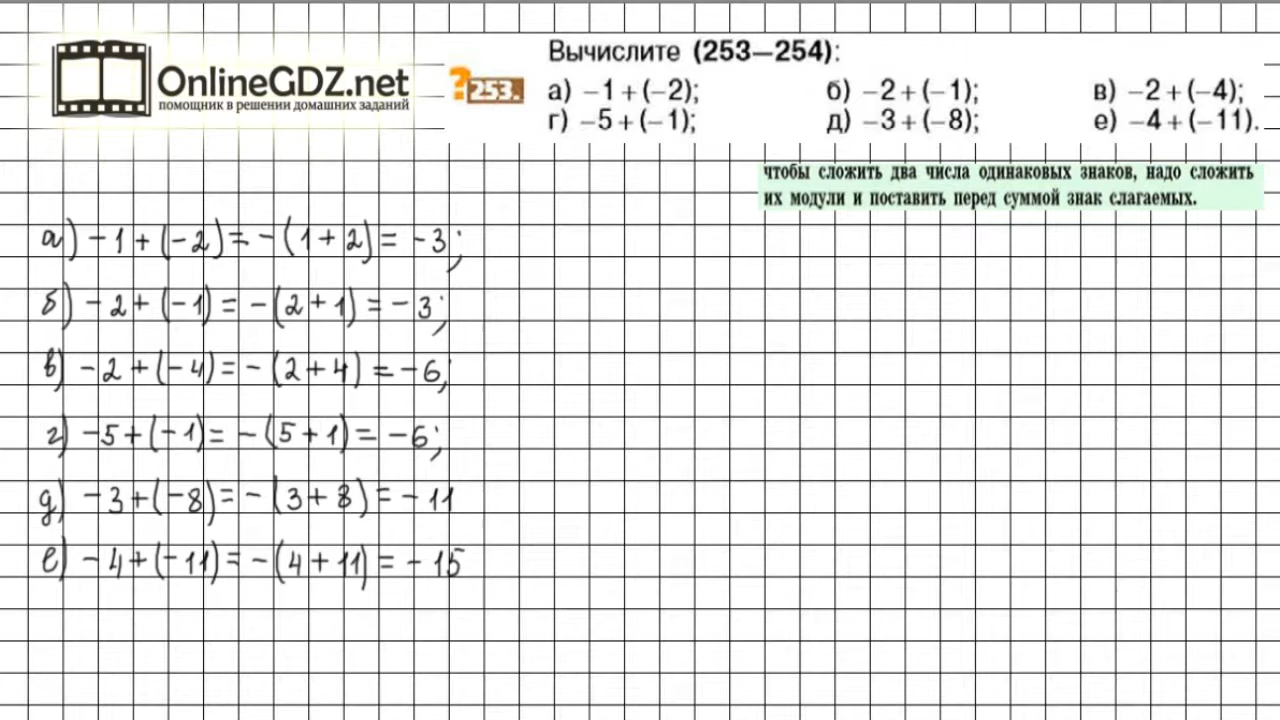 OnlineGDZ.net
помощник в решении домашних заданий
Вычислите (253—254):
?253. а) −1 + (−2); б) −2 + (−1); в) −2 + (−4);
г) −5 + (−1); д) −3 + (−8); е) −4 + (−11).
чтобы сложить два числа одинаковых знаков, надо сложить
их модули и поставить перед суммой знак слагаемых.
а) -1 + (-2) = -(1 + 2) = -3;
б) -2 + (-1) = -(2 + 1) = -3;
в) -2 + (-4) = -(2 + 4) = -6;
г) -5 + (-1) = -(5 + 1) = -6;
д) -3 + (-8) = -(3 + 8) = -11
е) -4 + (-11) = -(4 + 11) = -15